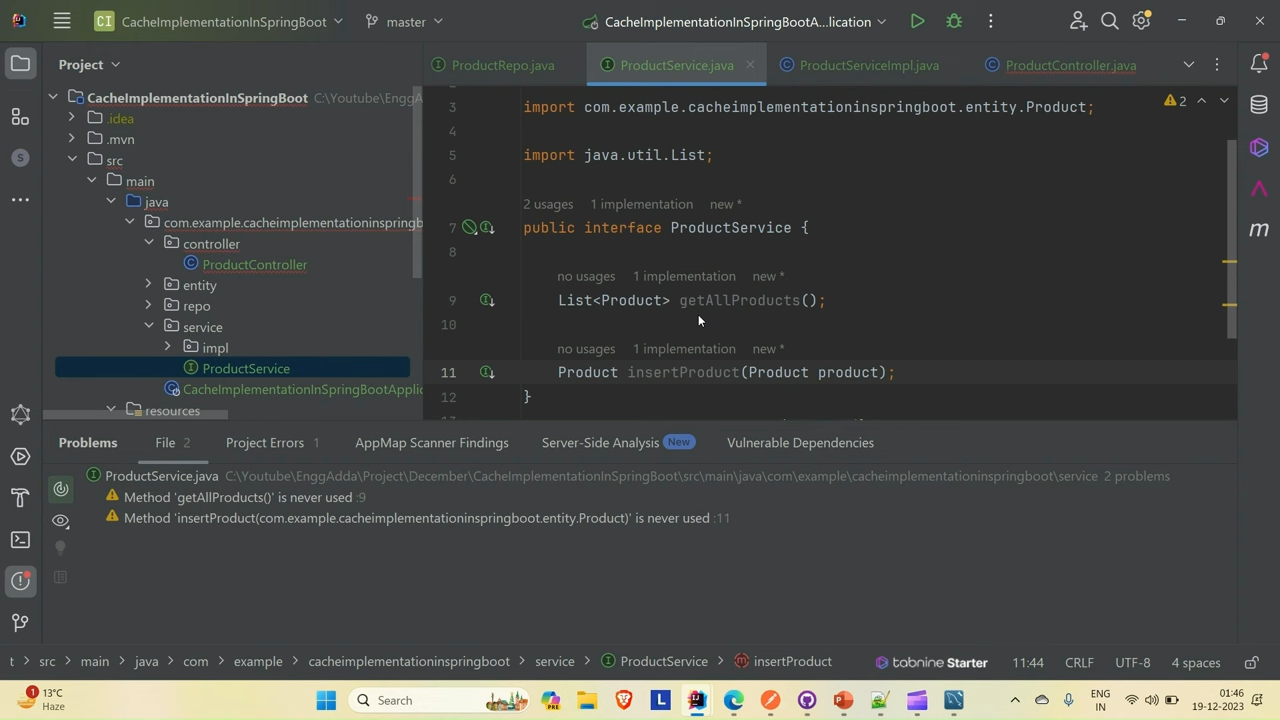 CI CacheImplementationInSpringBoot master CacheImplementationInSpringBootA...lication
Project
ProductRepo.java ProductService.java ProductServiceImpl.java ProductController.java
CacheImplementationInSpringBoot C:\Youtube\EnggA
.idea
.mvn
src
main
java
com.example.cacheimplementationinspringb
controller
ProductController
entity
repo
service
impl
ProductService
CacheImplementationInSpringBootApplic
resources
3 import com.example.cacheimplementationinspringboot.entity.Product;
2
4
5 import java.util.List;
6
2 usages 1 implementation new *
7 public interface ProductService {
8
no usages 1 implementation new *
9 List<Product> getAllProducts();
10
no usages 1 implementation new *
11 Product insertProduct(Product product);
12 }
Problems File 2 Project Errors 1 AppMap Scanner Findings Server-Side Analysis New Vulnerable Dependencies
ProductService.java C:\Youtube\EnggAdda\Project\December\CacheImplementationInSpringBoot\src\main\java\com\example\cacheimplementationinspringboot\service 2 problems
Method 'getAllProducts()' is never used :9
Method 'insertProduct(com.example.cacheimplementationinspringboot.entity.Product)' is never used :11
t > src > main > java > com > example > cacheimplementationinspringboot > service > ProductService > insertProduct tabnine Starter 11:44 CRLF UTF-8 4 spaces
1 13°C
Haze
Search
PRE
ENG
IN
01:46
19-12-2023